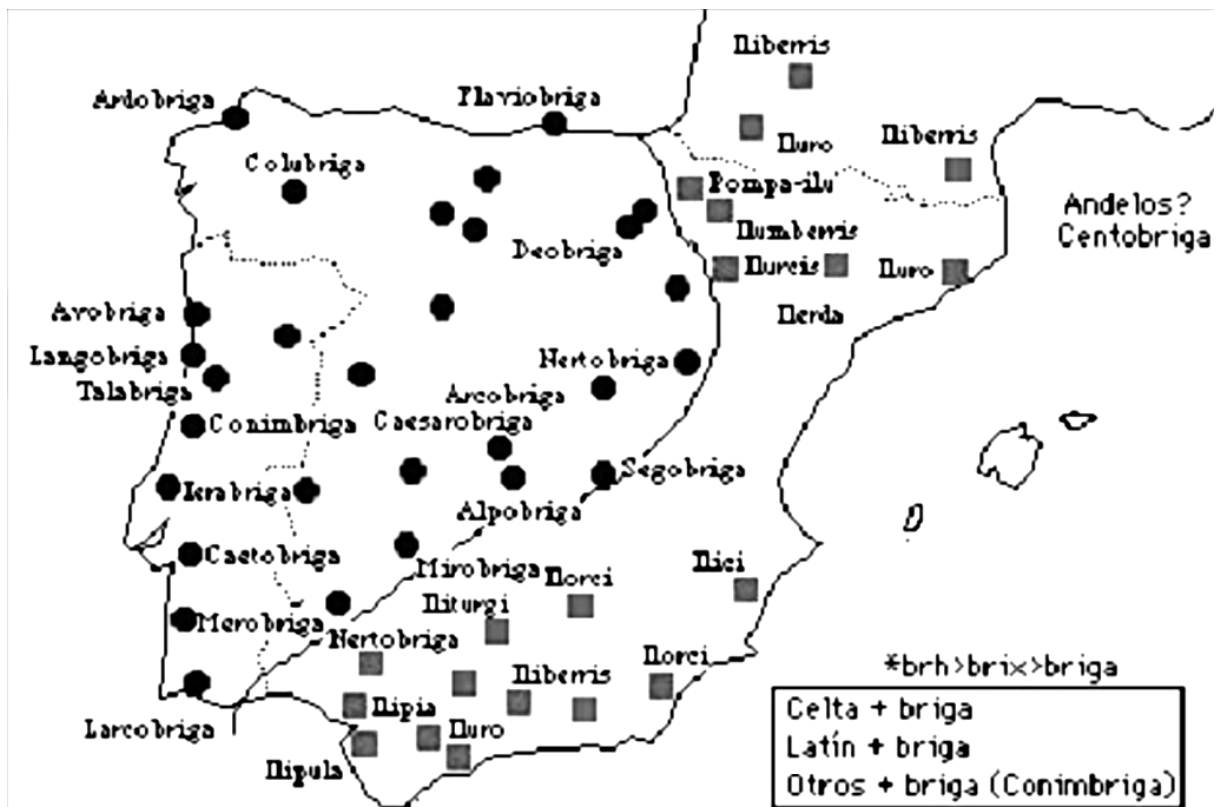 Iliberris
Ardobriga
Flaviobriga
Iluro
Iliberris
Colubriga
Pompa-ilu
Andelos?
Centobriga
Ilumberris
Deobriga
Ilurcis
Iluro
Ilerda
Avobriga
Langobriga
Talabriga
Nertobriga
Arcobriga
Caesarobriga
Conimbriga
Segobriga
Ierabriga
Alpobriga
Caetobriga
Mirobriga
Ilorci
Ilici
Iliturgi
Merobriga
Nertobriga
Iliberris
Ilorci
*brh>brix>briga
Ilipia
Iluro
Larcobriga
Ilipula
Celta + briga
Latín + briga
Otros + briga (Conimbriga)